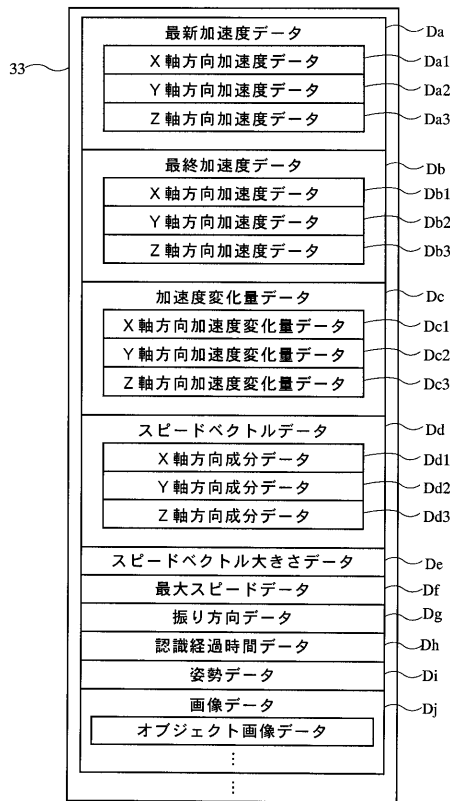 33
最新加速度データ Da
X軸方向加速度データ Da1
Y軸方向加速度データ Da2
Z軸方向加速度データ Da3
最終加速度データ Db
X軸方向加速度データ Db1
Y軸方向加速度データ Db2
Z軸方向加速度データ Db3
加速度変化量データ Dc
X軸方向加速度変化量データ Dc1
Y軸方向加速度変化量データ Dc2
Z軸方向加速度変化量データ Dc3
スピードベクトルデータ Dd
X軸方向成分データ Dd1
Y軸方向成分データ Dd2
Z軸方向成分データ Dd3
スピードベクトル大きさデータ De
最大スピードデータ Df
振り方向データ Dg
認識経過時間データ Dh
姿勢データ Di
画像データ Dj
オブジェクト画像データ
⋮
⋮